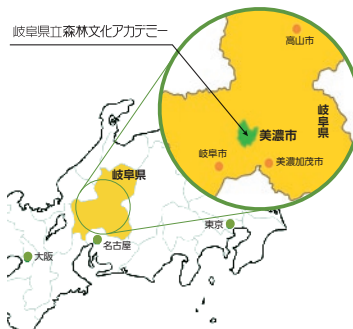 岐阜県立森林文化アカデミー
高山市
岐阜県
美濃市
岐阜市
美濃加茂市
岐阜県
東京
名古屋
大阪